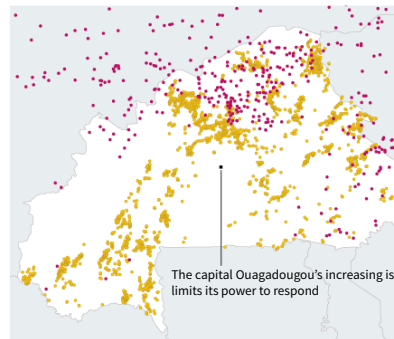 The capital Ouagadougou's increasing is
limits its power to respond